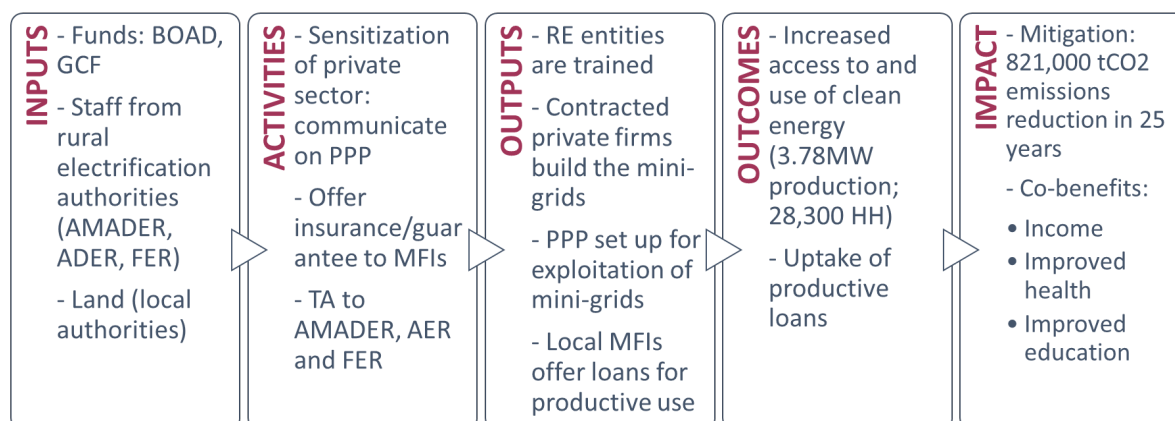 INPUTS
- Funds: BOAD,
GCF
- Staff from
rural
electrification
authorities
(AMADER,
ADER, FER)
- Land (local
authorities)
ACTIVITIES
- Sensitization
of private
sector:
communicate
on PPP
- Offer
insurance/guar
antee to MFIs
- TA to
AMADER, AER
and FER
OUTPUTS
- RE entities
are trained
- Contracted
private firms
build the mini-
grids
- PPP set up for
exploitation of
mini-grids
- Local MFIs
offer loans for
productive use
OUTCOMES
- Increased
access to and
use of clean
energy
(3.78MW
production;
28,300 HH)
- Uptake of
productive
loans
IMPACT
- Mitigation:
821,000 tCO2
emissions
reduction in 25
years
- Co-benefits:
• Income
• Improved
health
• Improved
education